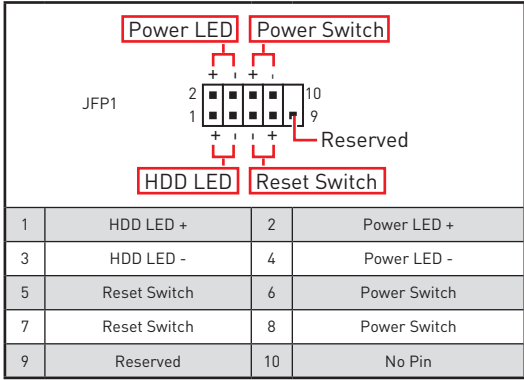 Power LED Power Switch
+ - + -
JFP1
2 10
1 9
+ - - +
Reserved
HDD LED Reset Switch
1 HDD LED + 2 Power LED +
3 HDD LED - 4 Power LED -
5 Reset Switch 6 Power Switch
7 Reset Switch 8 Power Switch
9 Reserved 10 No Pin